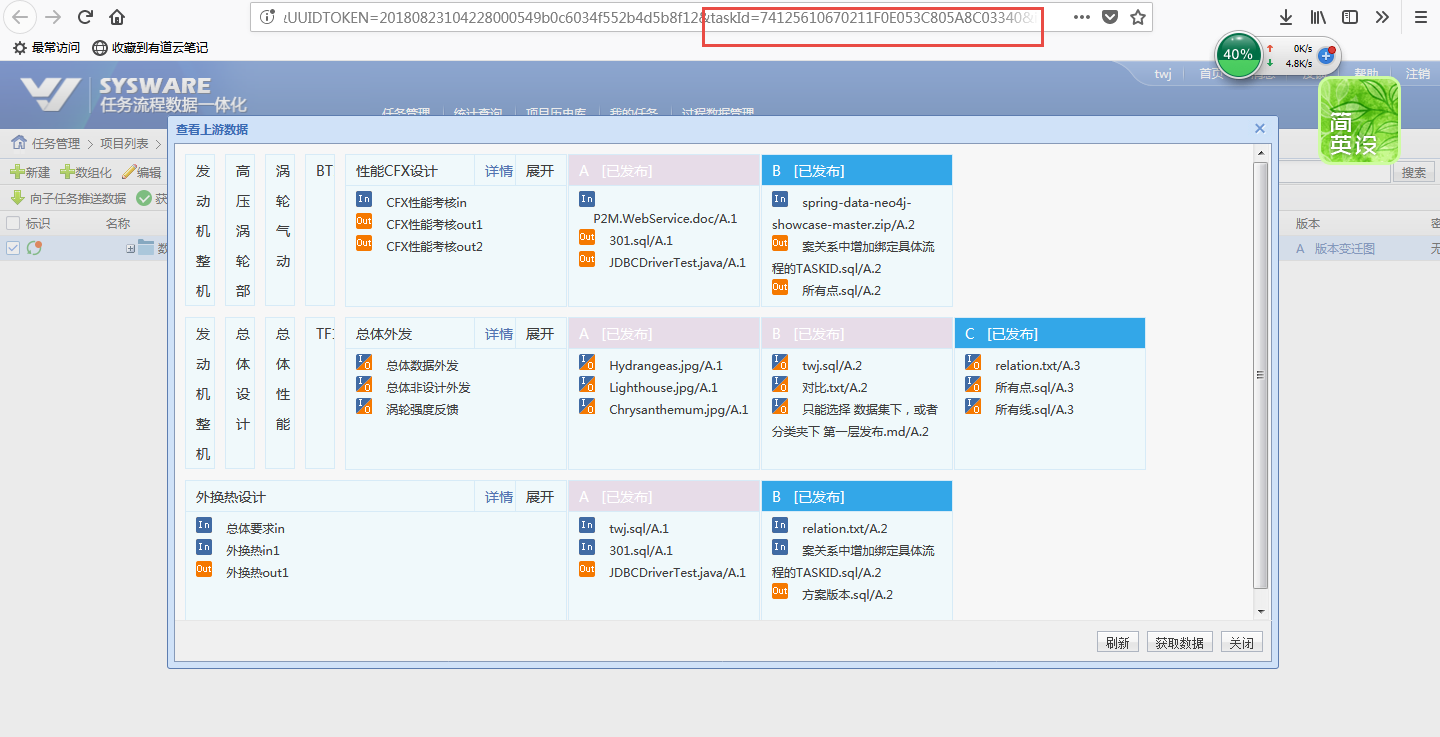 &UUIDTOKEN=20180823104228000549b0c6034f552b4d5b8f12&taskId=74125610670211F0E053C805A8C03340&
最常访问 收藏到有道云笔记
40% 0K/s
4.8K/s
SYSWARE
任务流程数据一体化
twj 首页 帮助 注销
任务管理 统计查询 项目历史库 我的任务 过程数据管理
简
英设
任务管理 项目列表
新建 数组化 编辑 搜索
向子任务推送数据 获
标识 名称 版本
数 A 版本变迁图
查看上游数据
发动机整机
高压涡轮部
涡轮气动
BT
性能CFX设计 详情 展开
In CFX性能考核in
Out CFX性能考核out1
Out CFX性能考核out2
A [已发布]
In P2M.WebService.doc/A.1
Out 301.sql/A.1
Out JDBCDriverTest.java/A.1
B [已发布]
In spring-data-neo4j-
showcase-master.zip/A.2
Out 案关系中增加绑定具体流
程的TASKID.sql/A.2
Out 所有点.sql/A.2
发动机整机
总体设计
总体性能
TF
总体外发 详情 展开
I O 总体数据外发
I O 总体非设计外发
I O 涡轮强度反馈
A [已发布]
I O Hydrangeas.jpg/A.1
I O Lighthouse.jpg/A.1
I O Chrysanthemum.jpg/A.1
B [已发布]
I O twj.sql/A.2
I O 对比.txt/A.2
I O 只能选择 数据集下，或者
分类夹下 第一层发布.md/A.2
C [已发布]
I O relation.txt/A.3
I O 所有点.sql/A.3
I O 所有线.sql/A.3
外换热设计 详情 展开
In 总体要求in
In 外换热in1
Out 外换热out1
A [已发布]
In twj.sql/A.1
In 301.sql/A.1
Out JDBCDriverTest.java/A.1
B [已发布]
In relation.txt/A.2
In 案关系中增加绑定具体流
程的TASKID.sql/A.2
Out 方案版本.sql/A.2
刷新 获取数据 关闭